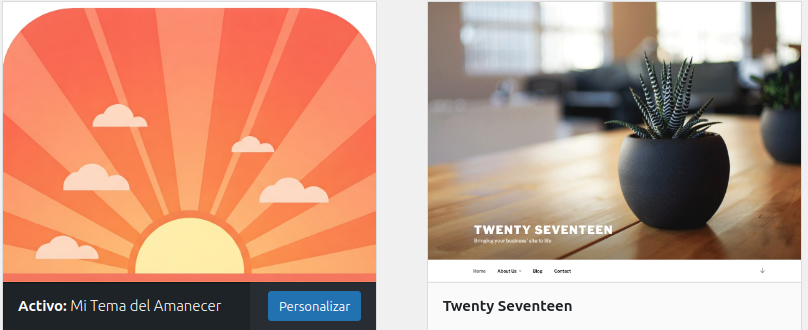 TWENTY SEVENTEEN
Bringing your business' site to life
Home About Us Blog Contact
Activo: Mi Tema del Amanecer
Personalizar
Twenty Seventeen